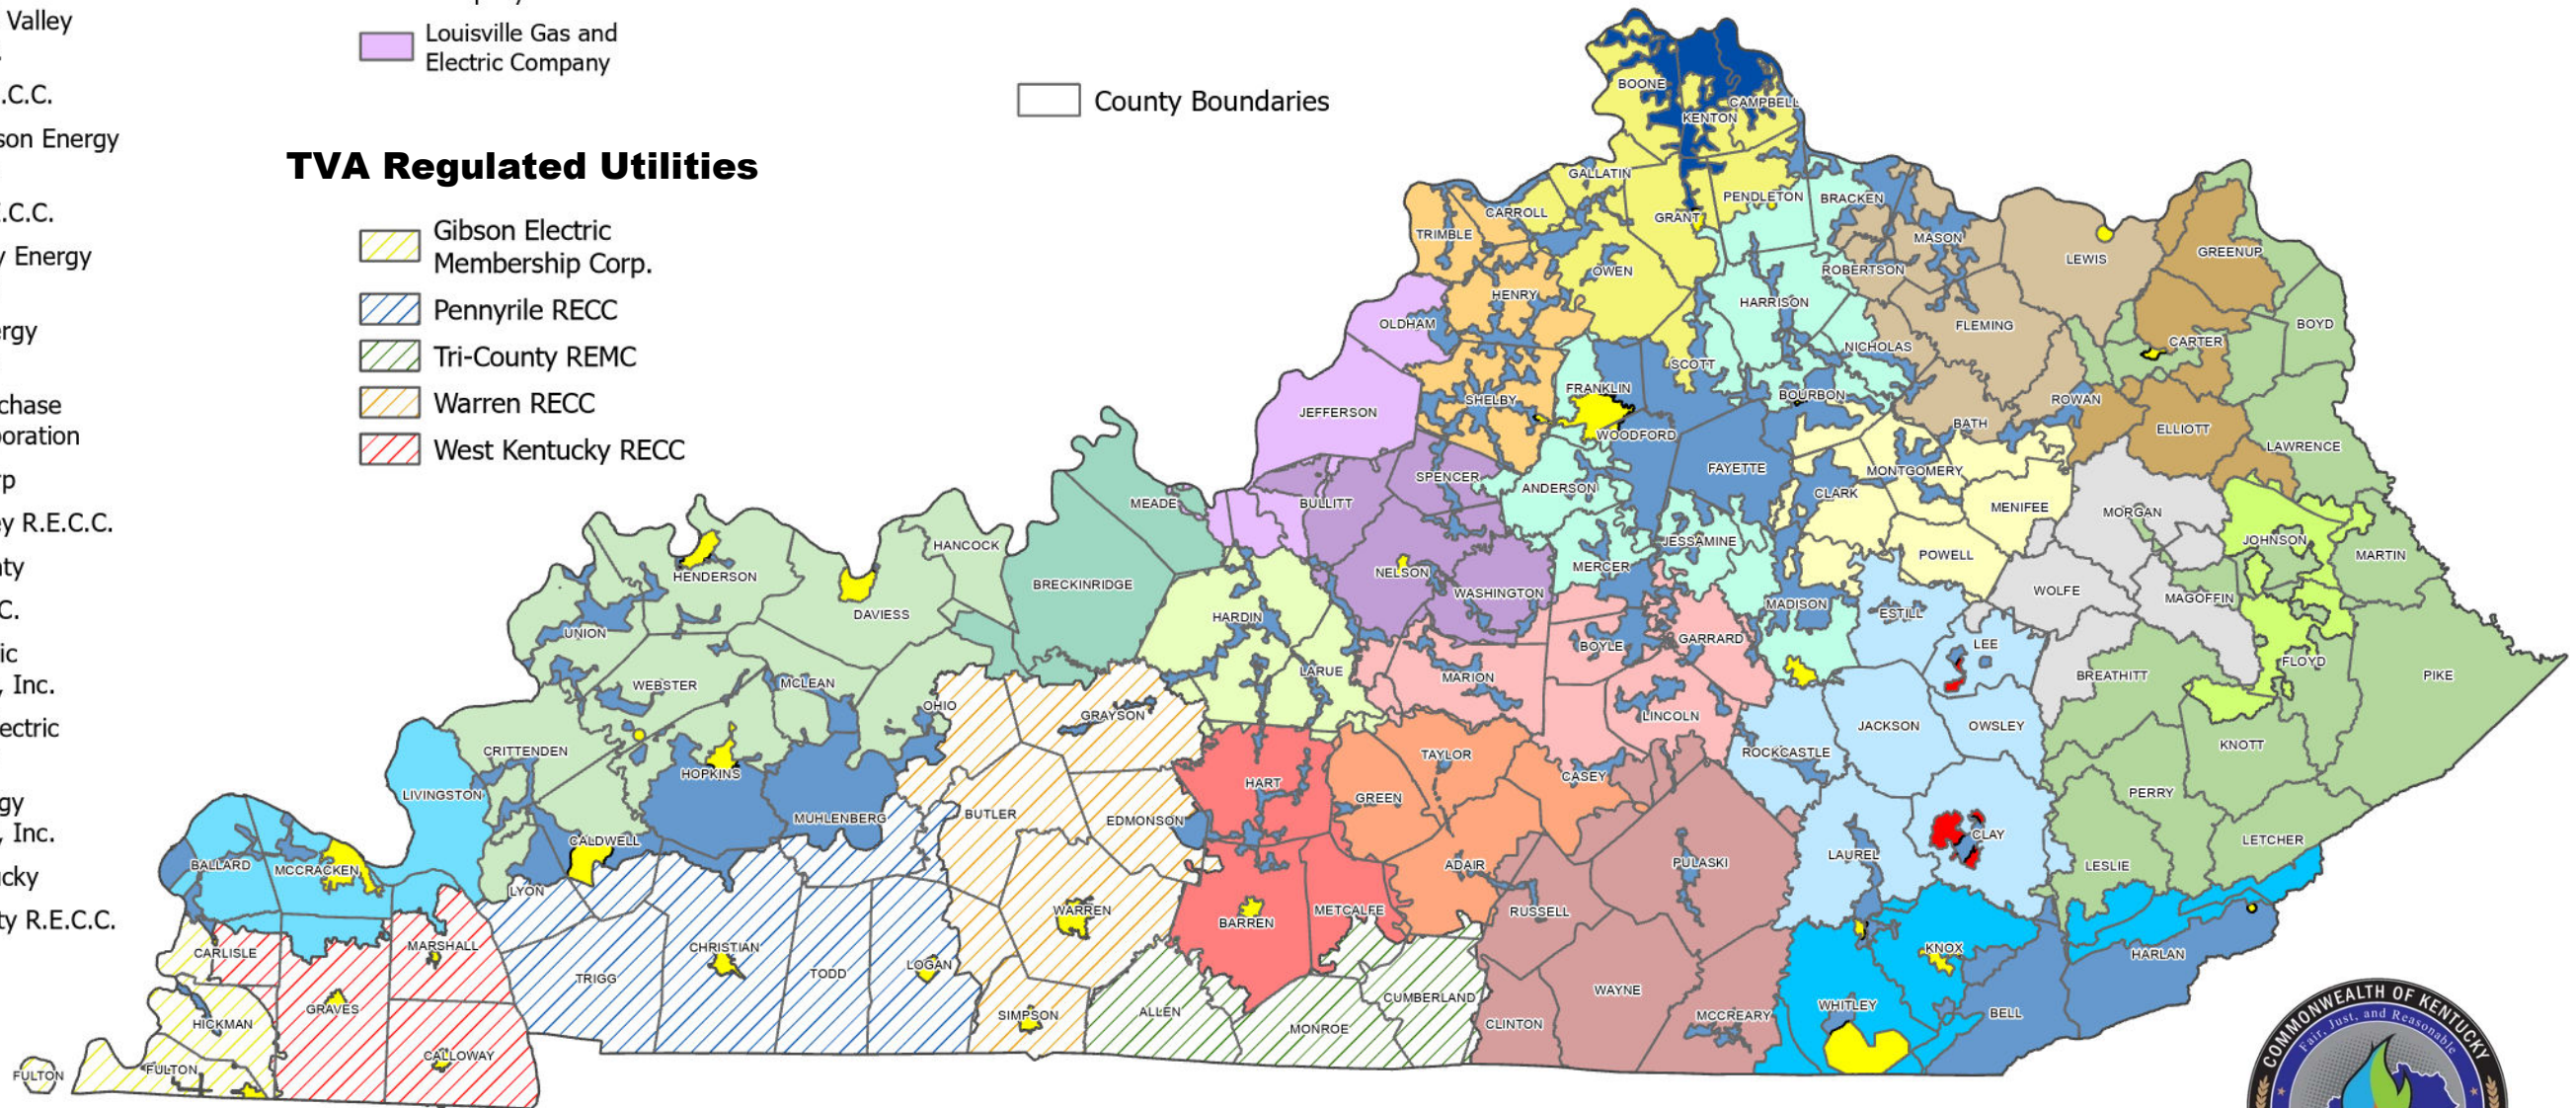 Valley
.C.C.
son Energy
.C.C.
y Energy
ergy
chase
oration
rp
ey R.E.C.C.
nty
C.
ic
, Inc.
ectric
gy
, Inc.
cky
ty R.E.C.C.
Louisville Gas and
Electric Company
County Boundaries
TVA Regulated Utilities
Gibson Electric
Membership Corp.
Pennyrile RECC
Tri-County REMC
Warren RECC
West Kentucky RECC
BOONE
CAMPBELL
KENTON
GALLATIN
PENDLETON
BRACKEN
CARROLL
GRANT
TRIMBLE
MASON
LEWIS
GREENUP
OWEN
ROBERTSON
HENRY
HARRISON
OLDHAM
FLEMING
BOYD
NICHOLAS
CARTER
SCOTT
FRANKLIN
BOURBON
SHELBY
ROWAN
JEFFERSON
BATH
ELLIOTT
WOODFORD
LAWRENCE
FAYETTE
MONTGOMERY
SPENCER
ANDERSON
CLARK
MEADE
BULLITT
MENIFEE
MORGAN
JESSAMINE
JOHNSON
HANCOCK
POWELL
MARTIN
HENDERSON
BRECKINRIDGE
NELSON
MERCER
WASHINGTON
WOLFE
MAGOFFIN
MADISON
ESTILL
DAVIESS
HARDIN
UNION
GARRARD
BOYLE
LEE
FLOYD
LARUE
MARION
BREATHITT
PIKE
WEBSTER
MCLEAN
OHIO
GRAYSON
LINCOLN
JACKSON
OWSLEY
KNOTT
CRITTENDEN
TAYLOR
ROCKCASTLE
HOPKINS
HART
CASEY
LIVINGSTON
GREEN
PERRY
BUTLER
MUHLENBERG
EDMONSON
CLAY
CALDWELL
LETCHER
BALLARD
MCCRACKEN
ADAIR
PULASKI
LAUREL
LESLIE
LYON
WARREN
BARREN
METCALFE
RUSSELL
MARSHALL
CHRISTIAN
KNOX
CARLISLE
LOGAN
TODD
TRIGG
HARLAN
WAYNE
CUMBERLAND
WHITLEY
GRAVES
ALLEN
SIMPSON
MCCREARY
BELL
HICKMAN
CLINTON
MONROE
CALLOWAY
FULTON
FULTON
COMMONWEALTH OF KENTUCKY
Fair, Just, and Reasonable